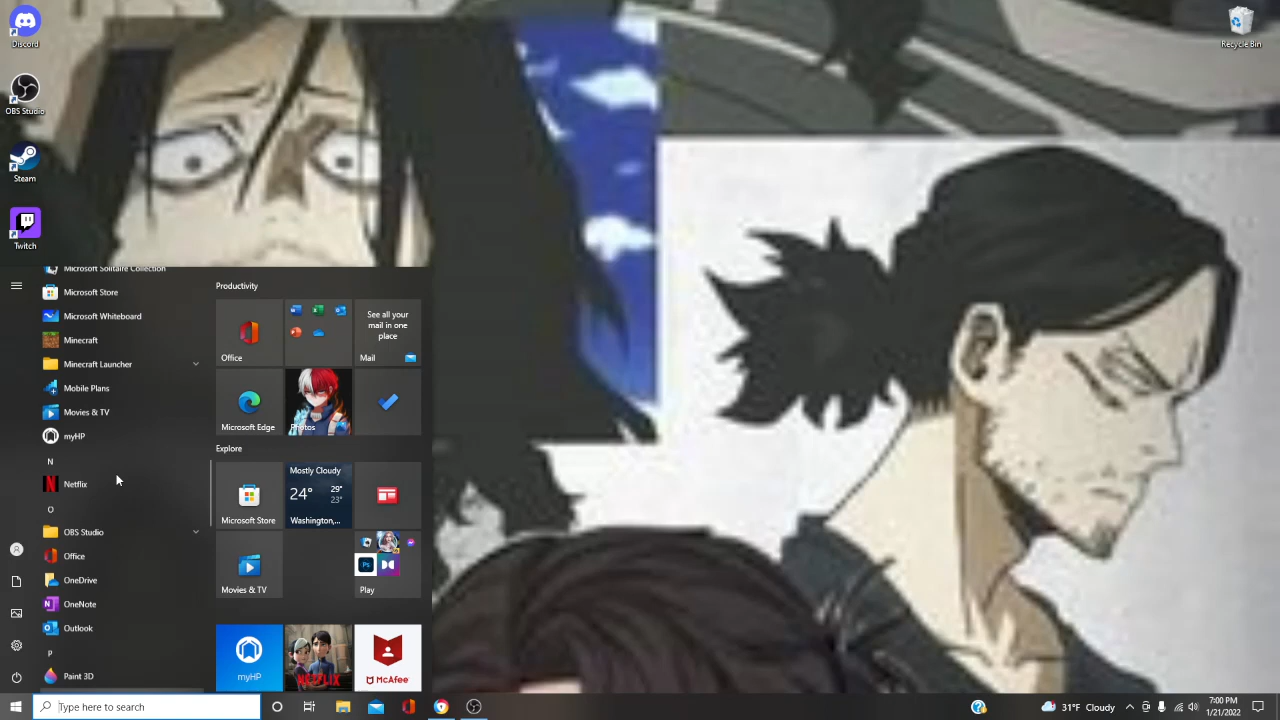 Discord
OBS Studio
Steam
Twitch
Recycle Bin
Microsoft Solitaire Collection
Microsoft Store
Microsoft Whiteboard
Minecraft
Minecraft Launcher
Mobile Plans
Movies & TV
myHP
N
Netflix
O
OBS Studio
Office
OneDrive
OneNote
Outlook
P
Paint 3D
Productivity
Office
See all your
mail in one
place
Mail
Microsoft Edge
Photos
Explore
Microsoft Store
Mostly Cloudy
24°
29°
23°
Washington,...
Movies & TV
Ps
Play
myHP
NETFLIX
McAfee
Type here to search
31°F Cloudy
7:00 PM
1/21/2022